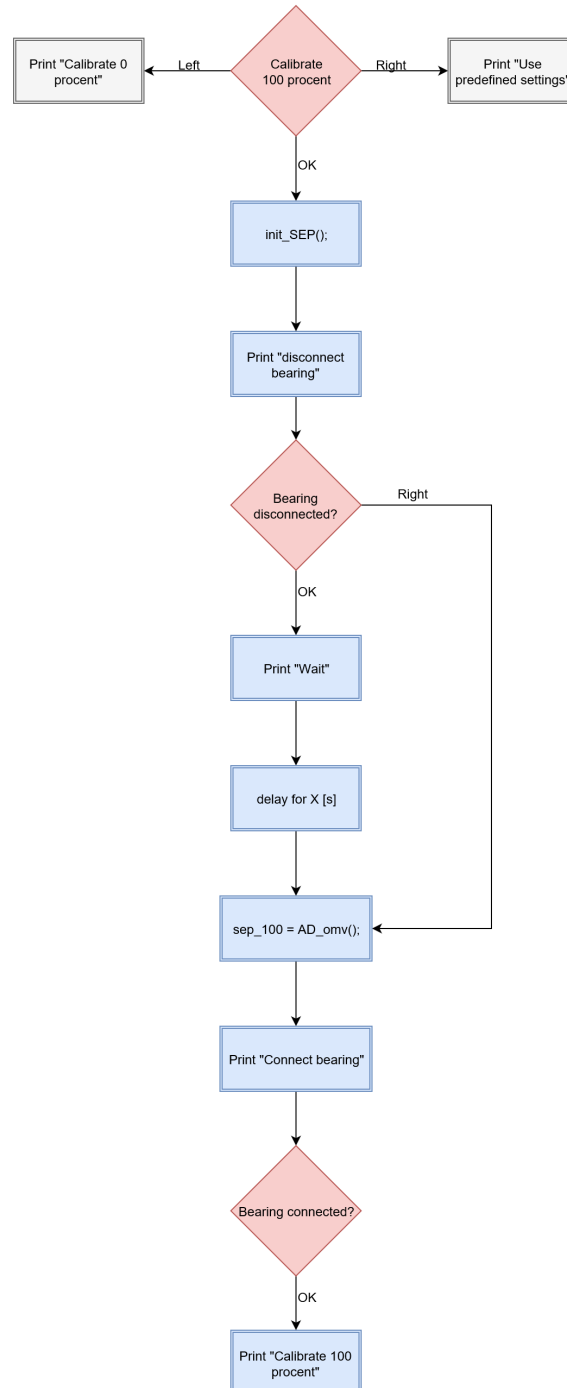 Print "Calibrate 0
procent"
Left
Calibrate
100 procent
Right
Print "Use
predefined settings"
OK
init_SEP();
Print "disconnect
bearing"
Bearing
disconnected?
Right
OK
Print "Wait"
delay for X [s]
sep_100 = AD_omv();
Print "Connect bearing"
Bearing connected?
OK
Print "Calibrate 100
procent"